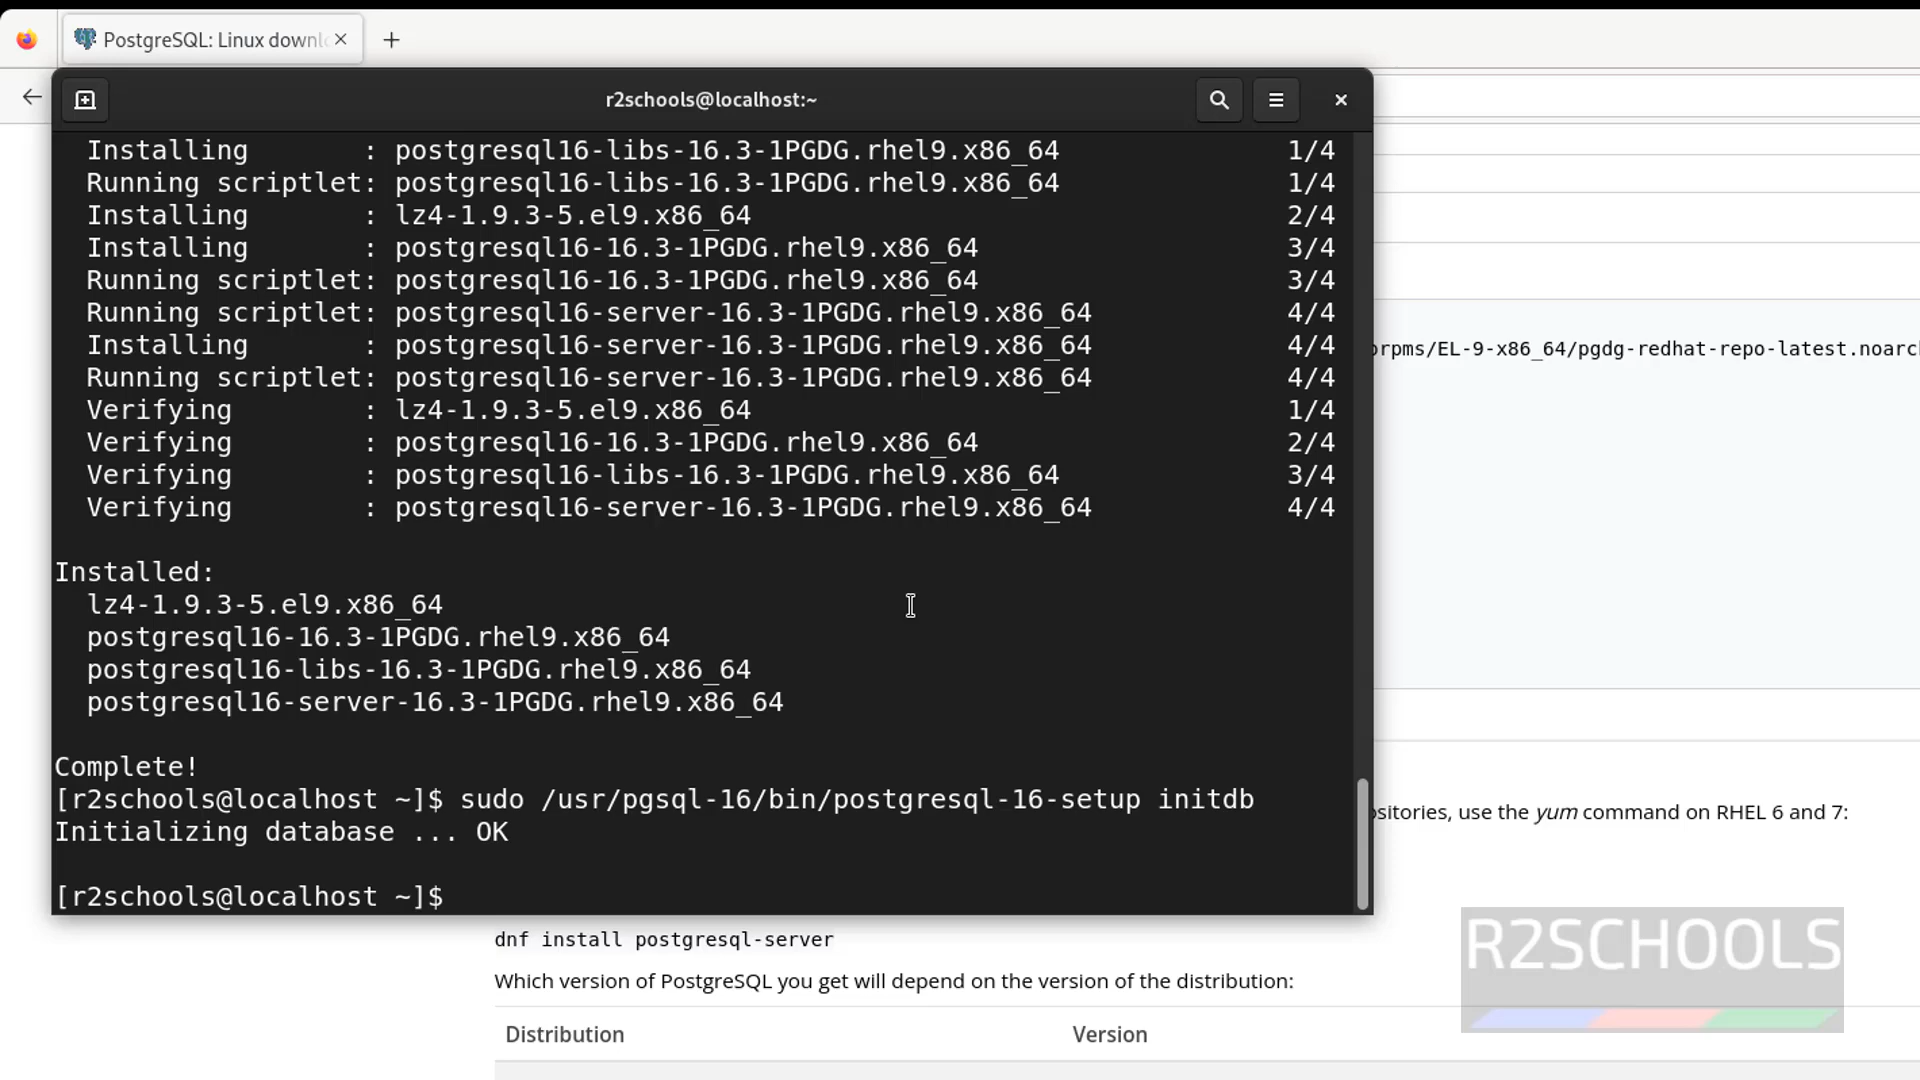 PostgreSQL: Linux downl
r2schools@localhost:~
Installing : postgresql16-libs-16.3-1PGDG.rhel9.x86_64 1/4
Running scriptlet: postgresql16-libs-16.3-1PGDG.rhel9.x86_64 1/4
Installing : lz4-1.9.3-5.el9.x86_64 2/4
Installing : postgresql16-16.3-1PGDG.rhel9.x86_64 3/4
Running scriptlet: postgresql16-16.3-1PGDG.rhel9.x86_64 3/4
Running scriptlet: postgresql16-server-16.3-1PGDG.rhel9.x86_64 4/4
Installing : postgresql16-server-16.3-1PGDG.rhel9.x86_64 4/4
Running scriptlet: postgresql16-server-16.3-1PGDG.rhel9.x86_64 4/4
Verifying : lz4-1.9.3-5.el9.x86_64 1/4
Verifying : postgresql16-16.3-1PGDG.rhel9.x86_64 2/4
Verifying : postgresql16-libs-16.3-1PGDG.rhel9.x86_64 3/4
Verifying : postgresql16-server-16.3-1PGDG.rhel9.x86_64 4/4
Installed:
lz4-1.9.3-5.el9.x86_64
postgresql16-16.3-1PGDG.rhel9.x86_64
postgresql16-libs-16.3-1PGDG.rhel9.x86_64
postgresql16-server-16.3-1PGDG.rhel9.x86_64
Complete!
[r2schools@localhost ~]$ sudo /usr/pgsql-16/bin/postgresql-16-setup initdb
Initializing database ... OK
[r2schools@localhost ~]$
rpms/EL-9-x86_64/pgdg-redhat-repo-latest.noarc
sitories, use the yum command on RHEL 6 and 7:
dnf install postgresql-server
Which version of PostgreSQL you get will depend on the version of the distribution:
Distribution Version
R2SCHOOLS